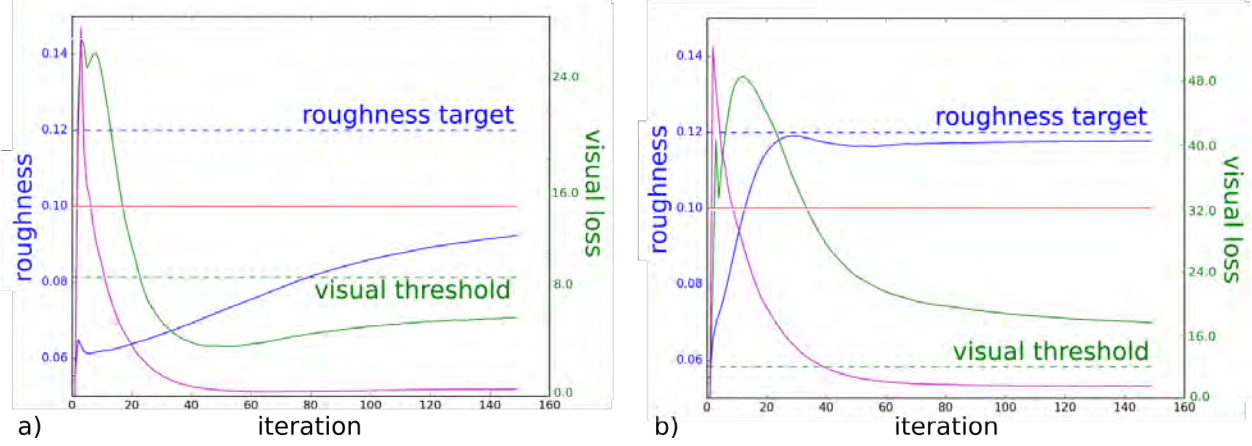 0.14
0.12
0.10
0.08
0.06
roughness
24.0
16.0
8.0
0.0
visual loss
roughness target
visual threshold
0 20 40 60 80 100 120 140 160
a) iteration
0.14
0.12
0.10
0.08
0.06
roughness
48.0
40.0
32.0
24.0
16.0
08.0
visual loss
roughness target
visual threshold
0 20 40 60 80 100 120 140 160
b) iteration